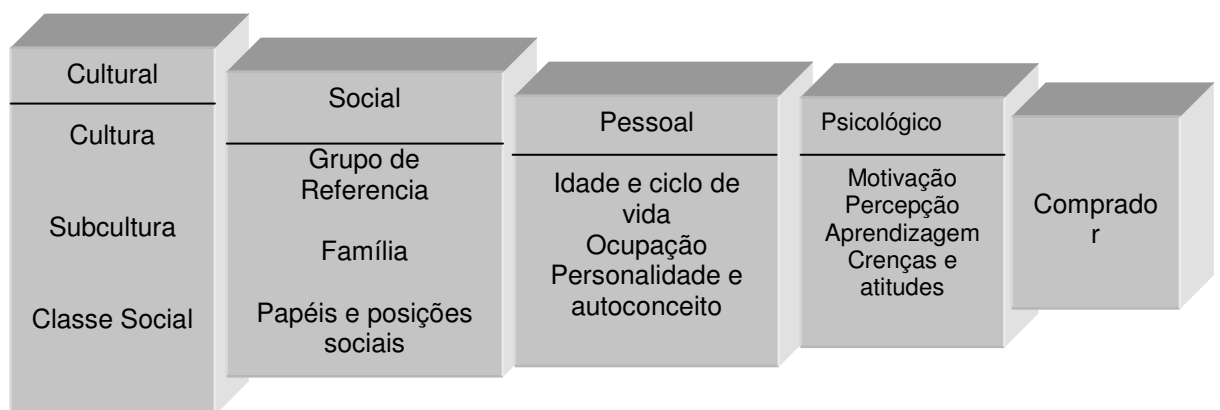 Cultural
Cultura
Subcultura
Classe Social
Social
Grupo de
Referencia
Família
Papéis e posições
sociais
Pessoal
Idade e ciclo de
vida
Ocupação
Personalidade e
autoconceito
Psicológico
Motivação
Percepção
Aprendizagem
Crenças e
atitudes
Comprado
r